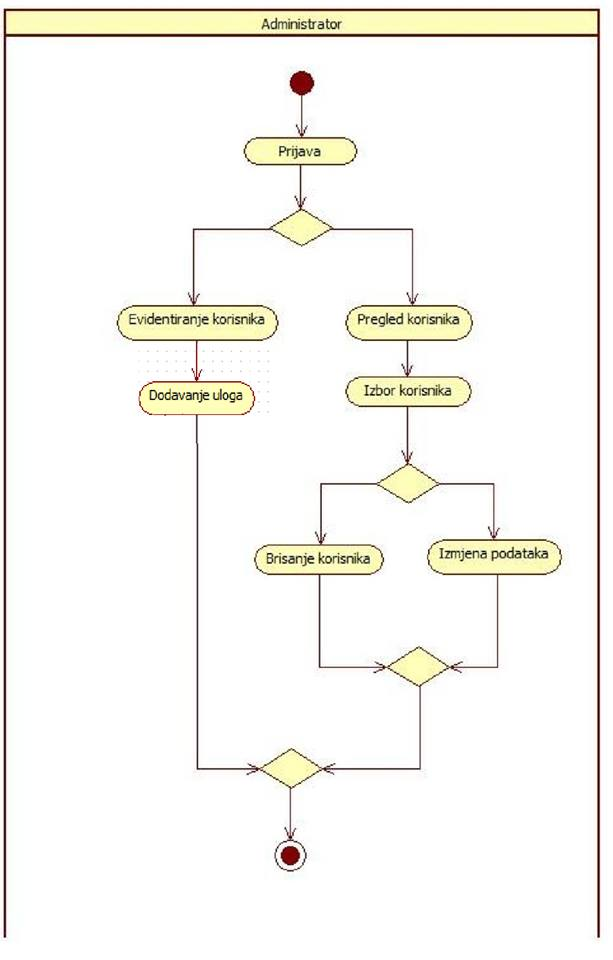 Administrator
Prijava
Evidentiranje korisnika
Pregled korisnika
Dodavanje uloga
Izbor korisnika
Brisanje korisnika
Izmjena podataka